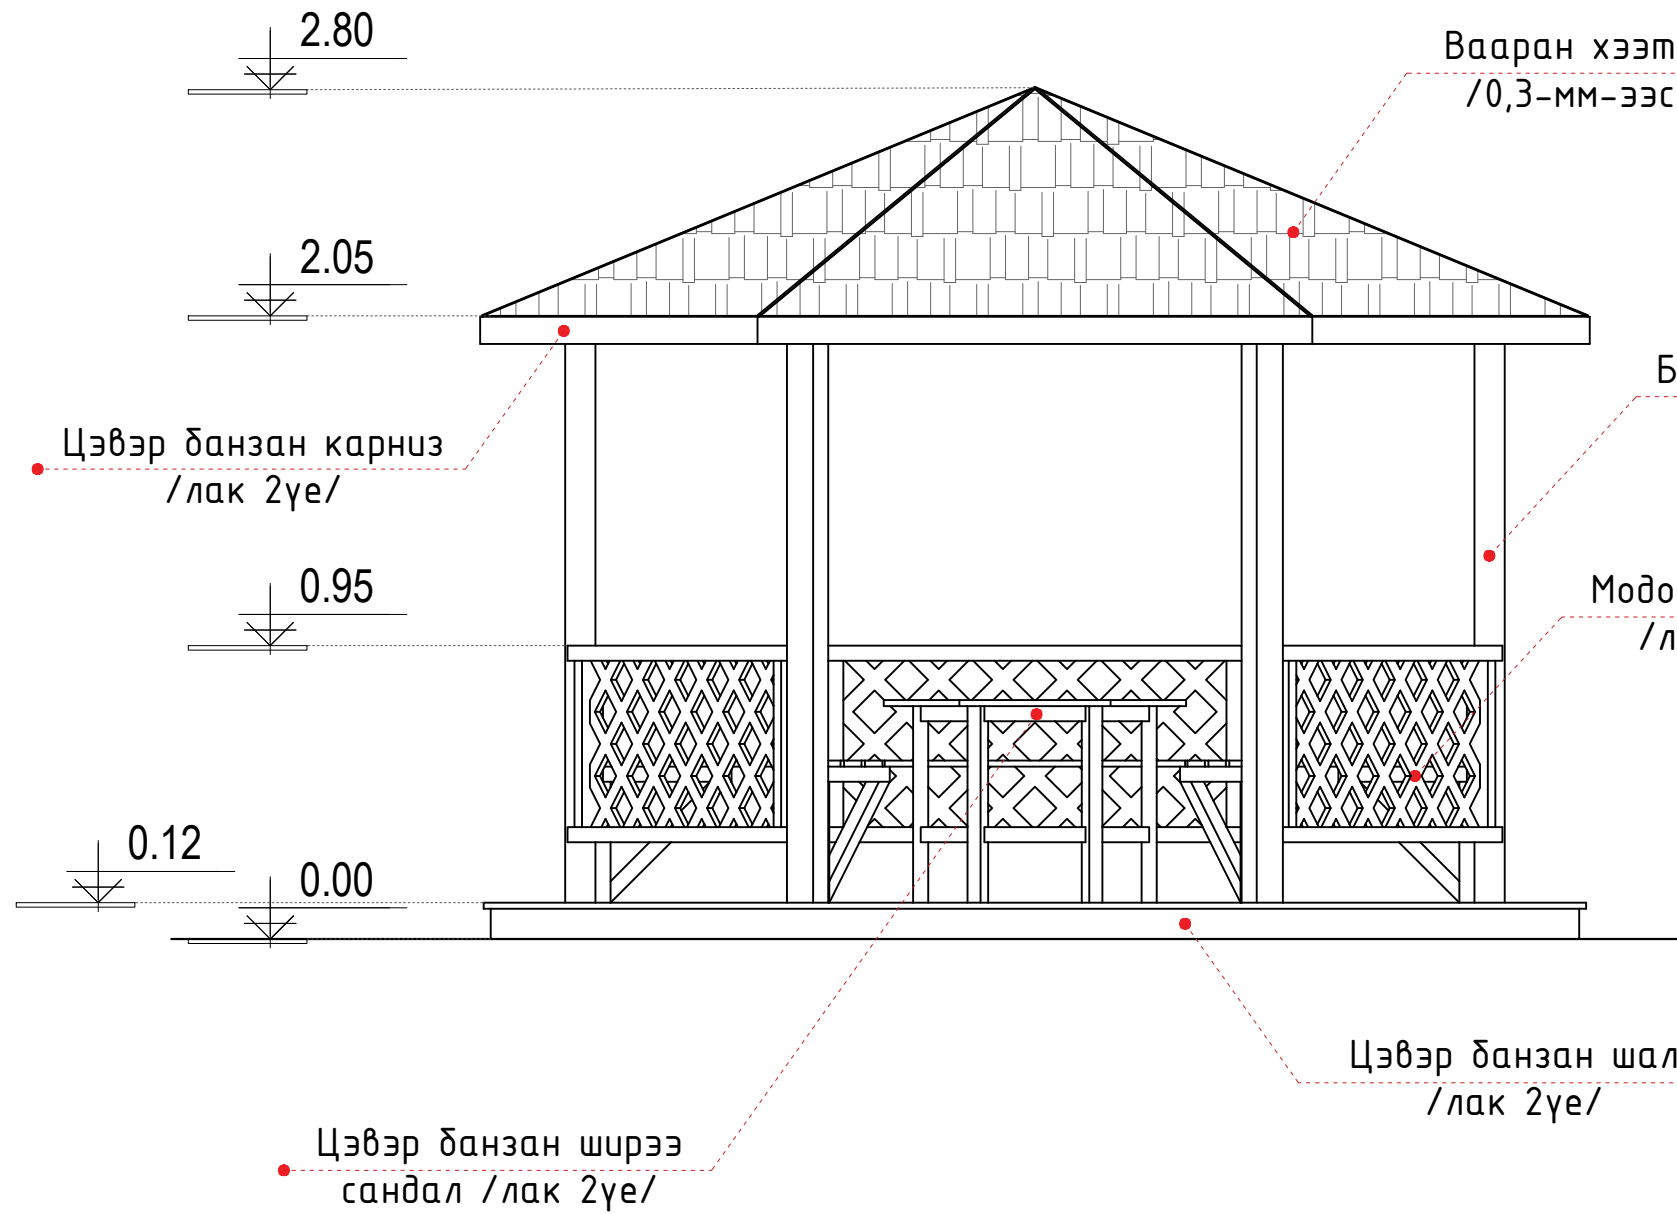 2.80
Вааран хээт
/0,3-мм-ээс
2.05
Цэвэр банзан карниз
/лак 2үе/
0.95
Модо
/л
0.12
0.00
Цэвэр банзан шал
/лак 2үе/
Цэвэр банзан ширээ
сандал /лак 2үе/